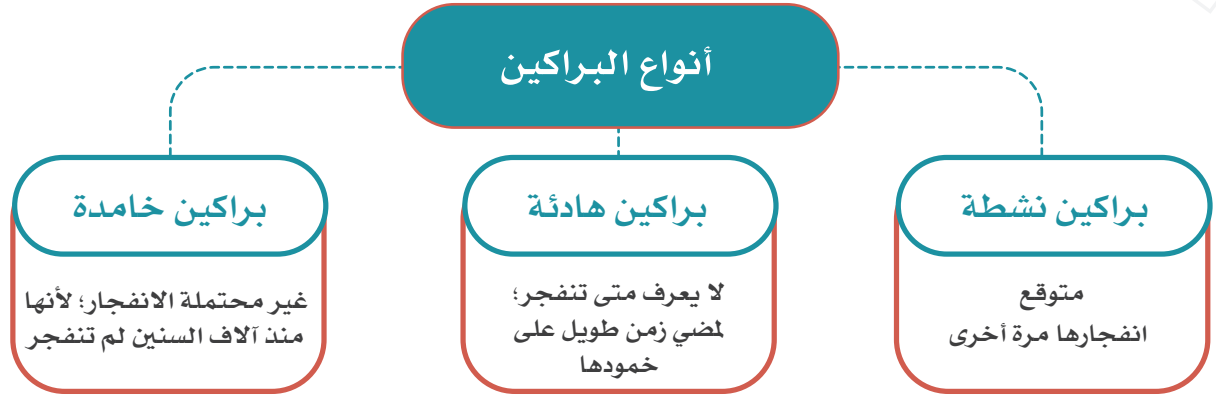 أنواع البراكين
براكين نشطة
متوقع
انفجارها مرة أخرى
براكين هادئة
لا يعرف متى تنفجر؛
لمضي زمن طويل على
خمودها
براكين خامدة
غير محتملة الانفجار؛ لأنها
منذ آلاف السنين لم تنفجر